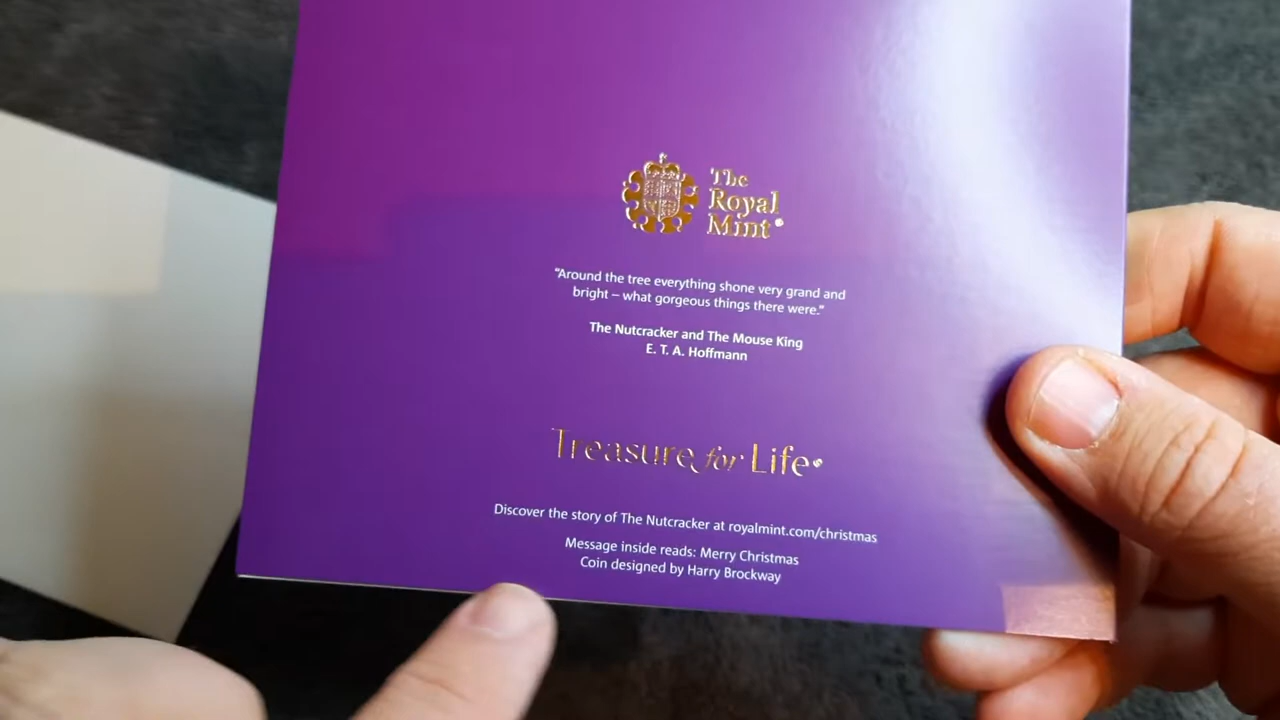 The
Royal
Mint
“Around the tree everything shone very grand and
bright – what gorgeous things there were.”
The Nutcracker and The Mouse King
E. T. A. Hoffmann
Treasure for Life
Discover the story of The Nutcracker at royalmint.com/christmas
Message inside reads: Merry Christmas
Coin designed by Harry Brockway